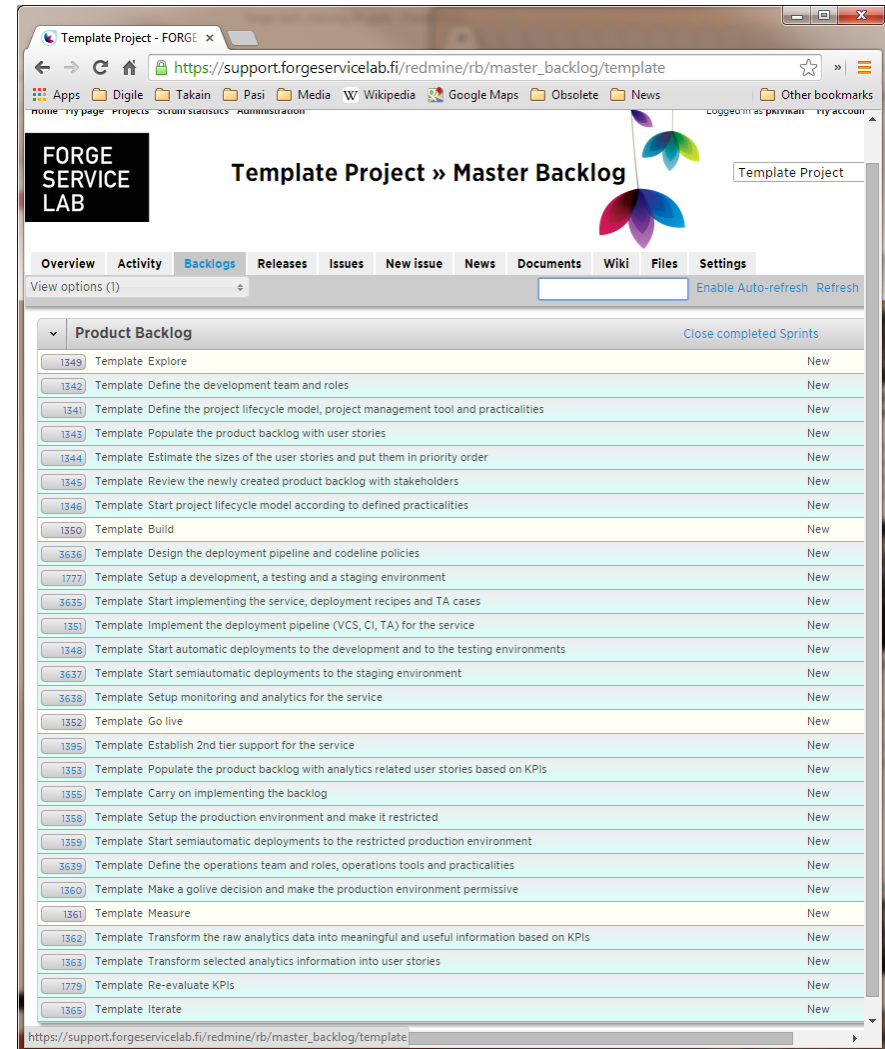 Template Project - FORGE
https://support.forgeservicelab.fi/redmine/rb/master_backlog/template
Apps Digile Takain Pasi Media W Wikipedia Google Maps Obsolete News Other bookmarks
Home My page Projects Scrum statistics Administration Logged in as pkivikan My account
FORGE
SERVICE
LAB
Template Project » Master Backlog
Template Project
Overview Activity Backlogs Releases Issues New issue News Documents Wiki Files Settings
View options (1) Enable Auto-refresh Refresh
Product Backlog Close completed Sprints
1349 Template Explore New
1342 Template Define the development team and roles New
1341 Template Define the project lifecycle model, project management tool and practicalities New
1343 Template Populate the product backlog with user stories New
1344 Template Estimate the sizes of the user stories and put them in priority order New
1345 Template Review the newly created product backlog with stakeholders New
1346 Template Start project lifecycle model according to defined practicalities New
1350 Template Build New
3636 Template Design the deployment pipeline and codeline policies New
1777 Template Setup a development, a testing and a staging environment New
3635 Template Start implementing the service, deployment recipes and TA cases New
1351 Template Implement the deployment pipeline (VCS, CI, TA) for the service New
1348 Template Start automatic deployments to the development and to the testing environments New
3637 Template Start semiautomatic deployments to the staging environment New
3638 Template Setup monitoring and analytics for the service New
1352 Template Go live New
1395 Template Establish 2nd tier support for the service New
1353 Template Populate the product backlog with analytics related user stories based on KPIs New
1355 Template Carry on implementing the backlog New
1358 Template Setup the production environment and make it restricted New
1359 Template Start semiautomatic deployments to the restricted production environment New
3639 Template Define the operations team and roles, operations tools and practicalities New
1360 Template Make a golive decision and make the production environment permissive New
1361 Template Measure New
1362 Template Transform the raw analytics data into meaningful and useful information based on KPIs New
1363 Template Transform selected analytics information into user stories New
1779 Template Re-evaluate KPIs New
1365 Template Iterate New
https://support.forgeservicelab.fi/redmine/rb/master_backlog/template